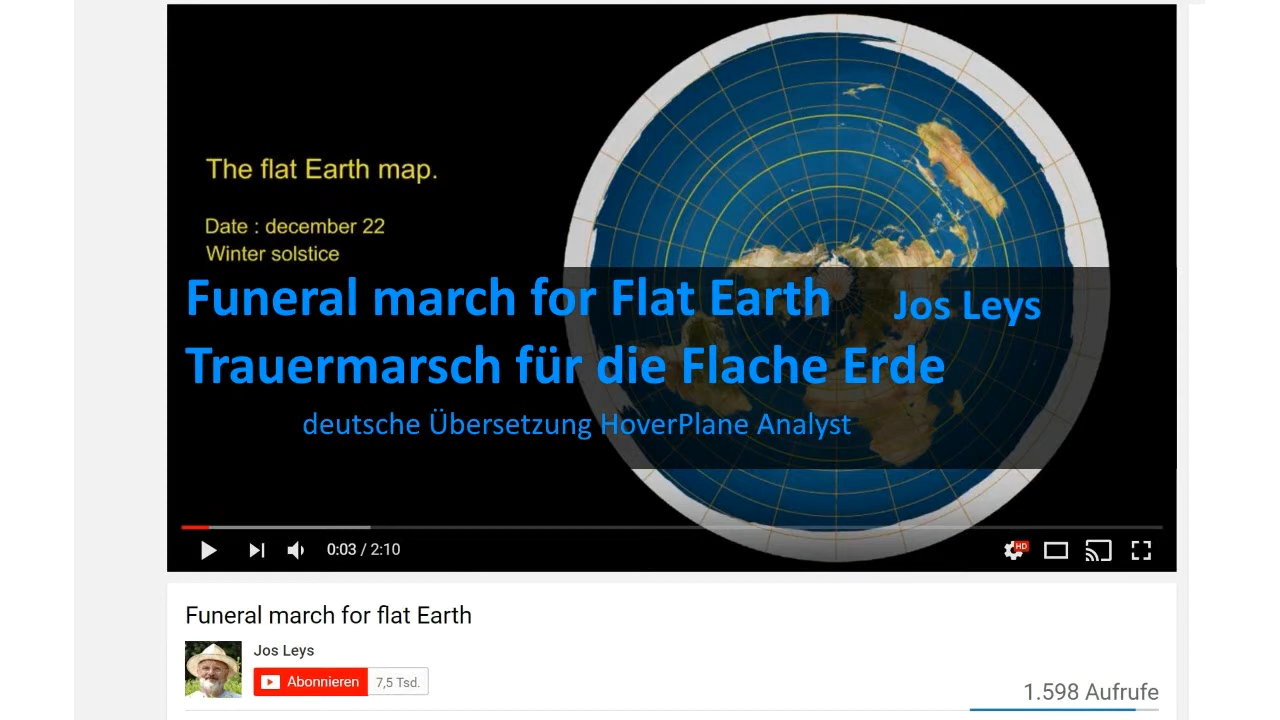 The flat Earth map.
Date : december 22
Winter solstice
Funeral march for Flat Earth Jos Leys
Trauermarsch für die Flache Erde
deutsche Übersetzung HoverPlane Analyst
0:03 / 2:10
HD
Funeral march for flat Earth
Jos Leys
Abonnieren 7,5 Tsd.
1.598 Aufrufe